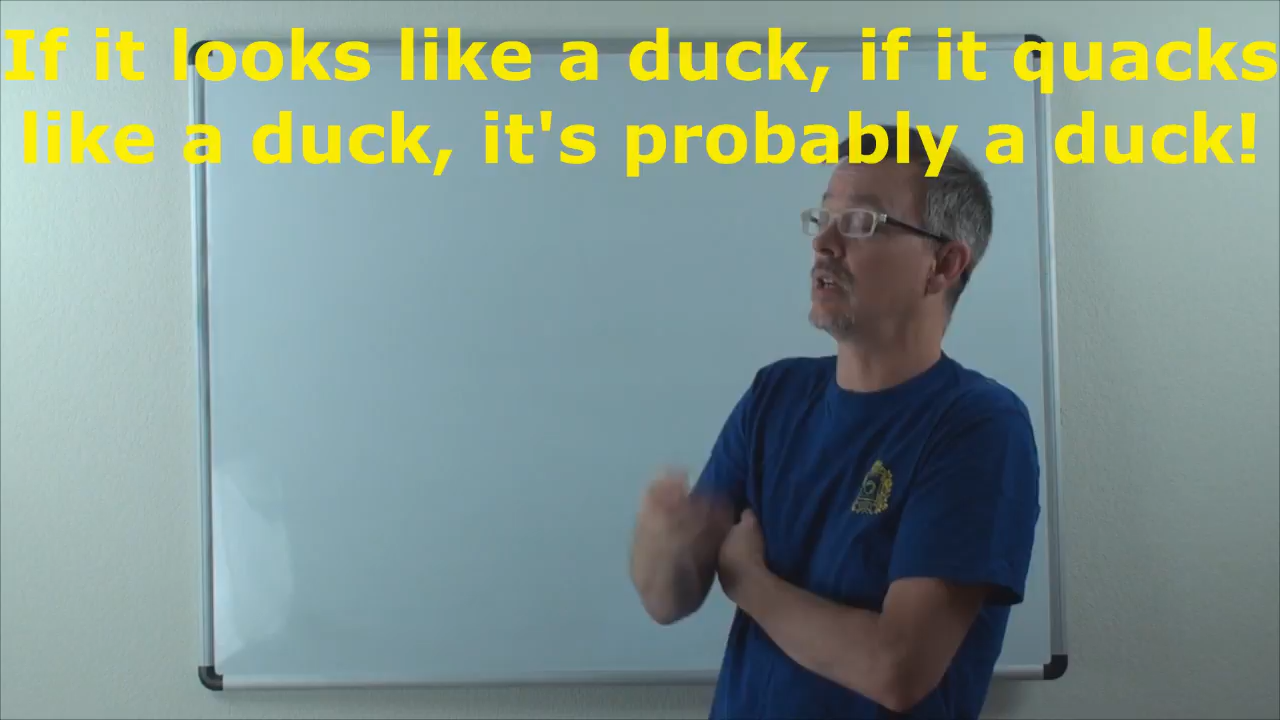 If it looks like a duck, if it quacks
like a duck, it's probably a duck!